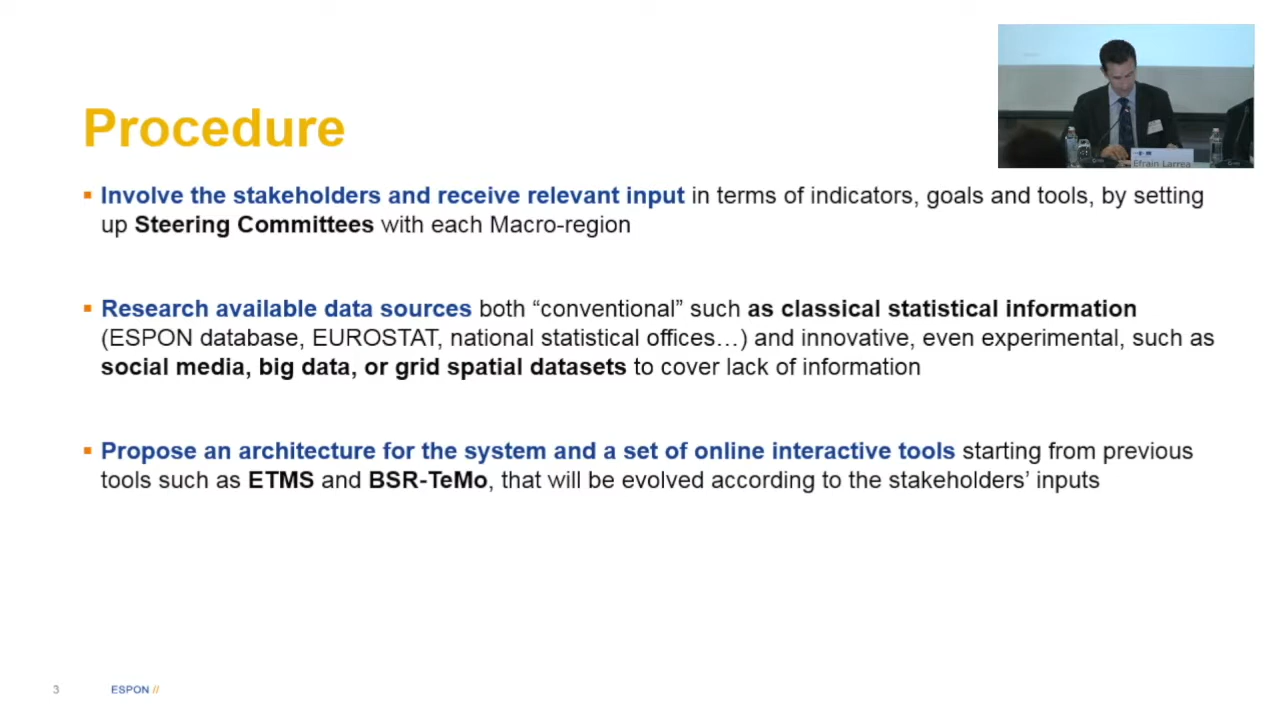 Procedure
Efrain Larrea
▪ Involve the stakeholders and receive relevant input in terms of indicators, goals and tools, by setting
up Steering Committees with each Macro-region
▪ Research available data sources both “conventional” such as classical statistical information
(ESPON database, EUROSTAT, national statistical offices…) and innovative, even experimental, such as
social media, big data, or grid spatial datasets to cover lack of information
▪ Propose an architecture for the system and a set of online interactive tools starting from previous
tools such as ETMS and BSR-TeMo, that will be evolved according to the stakeholders’ inputs
3 ESPON //